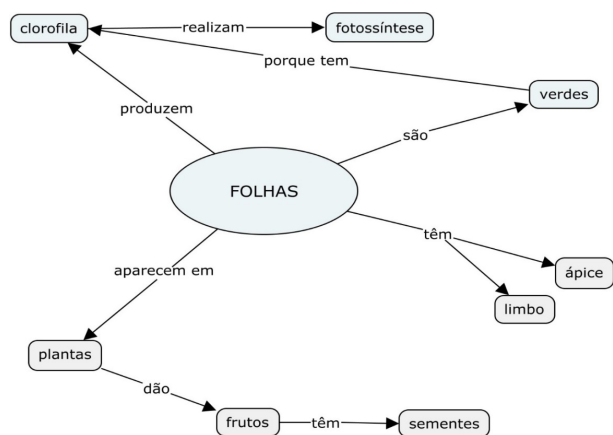 clorofila
realizam
fotossíntese
porque tem
verdes
produzem
são
FOLHAS
têm
aparecem em
ápice
limbo
plantas
dão
frutos
têm
sementes